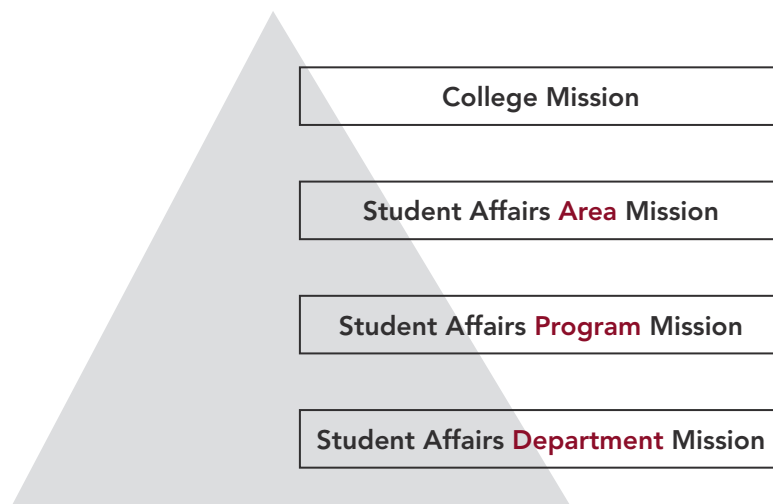 College Mission
Student Affairs Area Mission
Student Affairs Program Mission
Student Affairs Department Mission